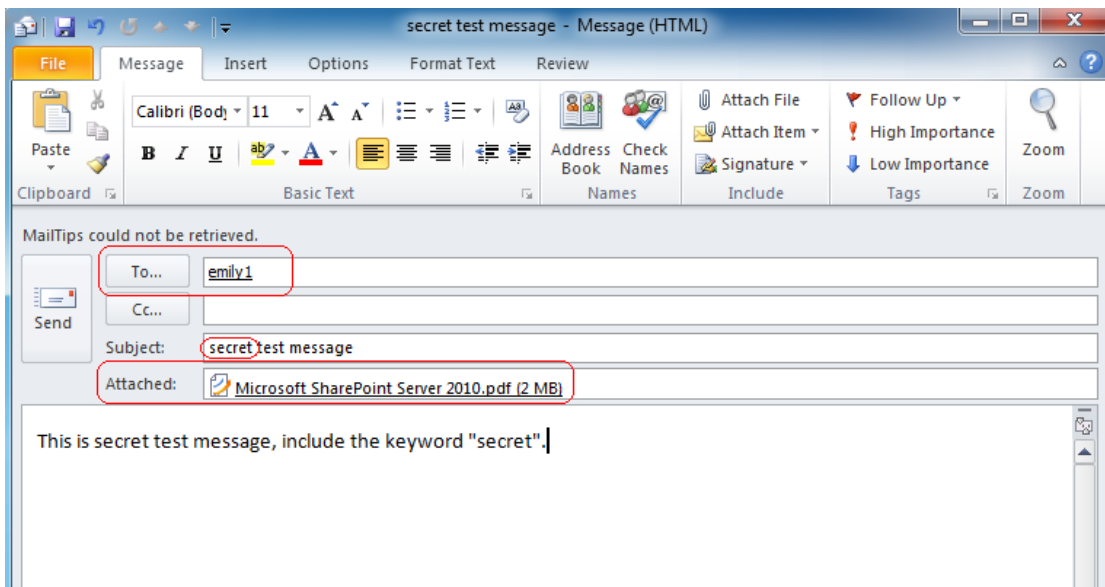 secret test message - Message (HTML)
File Message Insert Options Format Text Review
Calibri (Body 11 Attach File Follow Up
Attach Item High Importance
Paste Address Book Check Names Signature Low Importance Zoom
Clipboard Basic Text Names Include Tags Zoom
MailTips could not be retrieved.
To... emily1
Cc...
Send
Subject: secret test message
Attached: Microsoft SharePoint Server 2010.pdf (2 MB)
This is secret test message, include the keyword "secret".